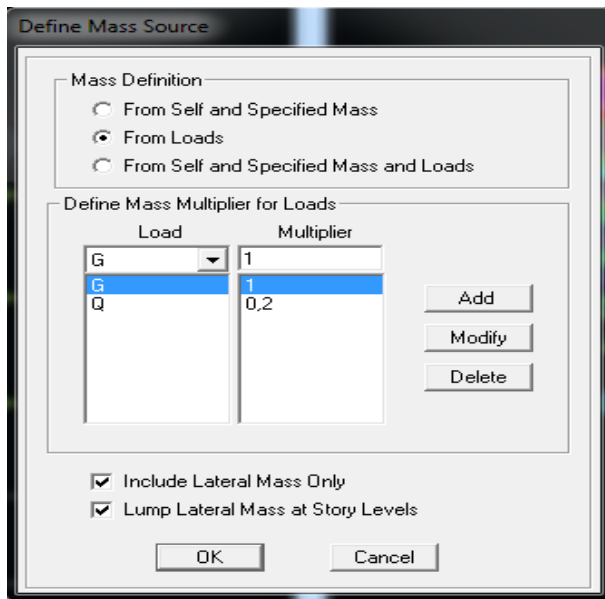 Define Mass Source
Mass Definition
From Self and Specified Mass
From Loads
From Self and Specified Mass and Loads
Define Mass Multiplier for Loads
Load Multiplier
G 1
G 1
Q 0,2
Add
Modify
Delete
Include Lateral Mass Only
Lump Lateral Mass at Story Levels
OK Cancel